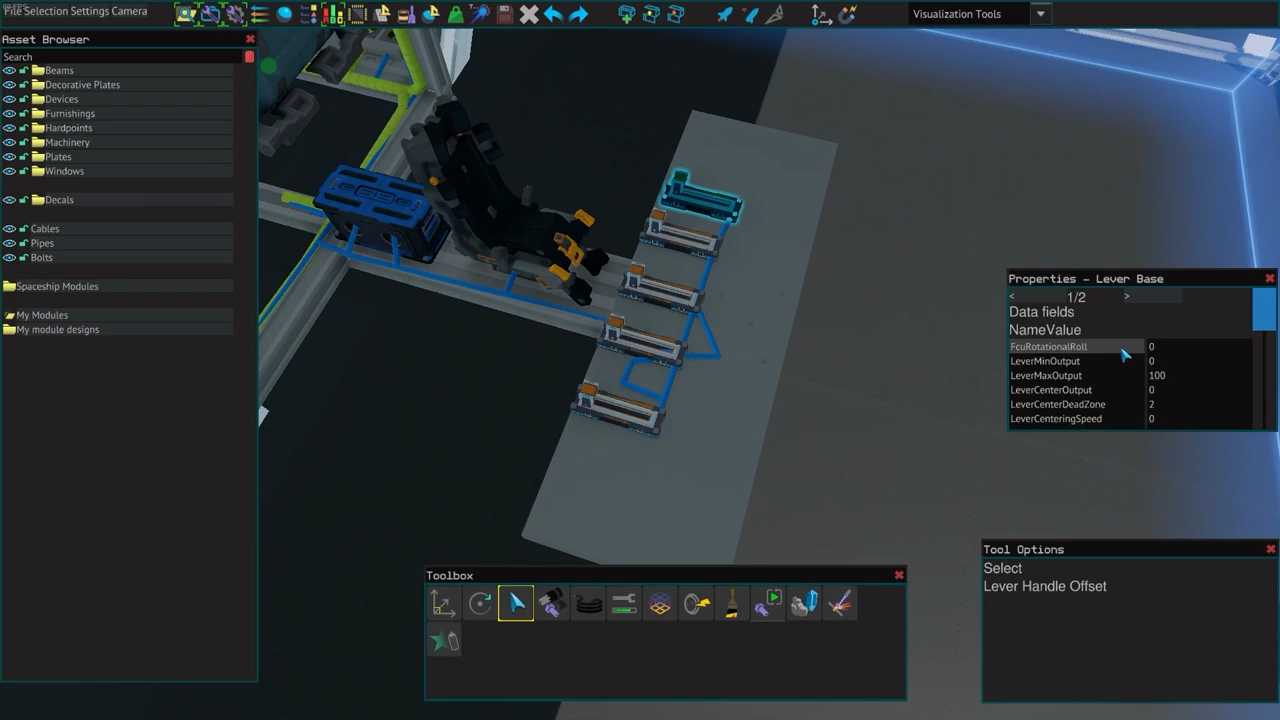 File Selection Settings Camera
Visualization Tools
Asset Browser
Search
Beams
Decorative Plates
Devices
Furnishings
Hardpoints
Machinery
Plates
Windows
Decals
Cables
Pipes
Bolts
Spaceship Modules
My Modules
My module designs
Properties - Lever Base
< 1/2 >
Data fields
NameValue
FcuRotationalRoll 0
LeverMinOutput 0
LeverMaxOutput 100
LeverCenterOutput 0
LeverCenterDeadZone 2
LeverCenteringSpeed 0
Tool Options
Select
Lever Handle Offset
Toolbox